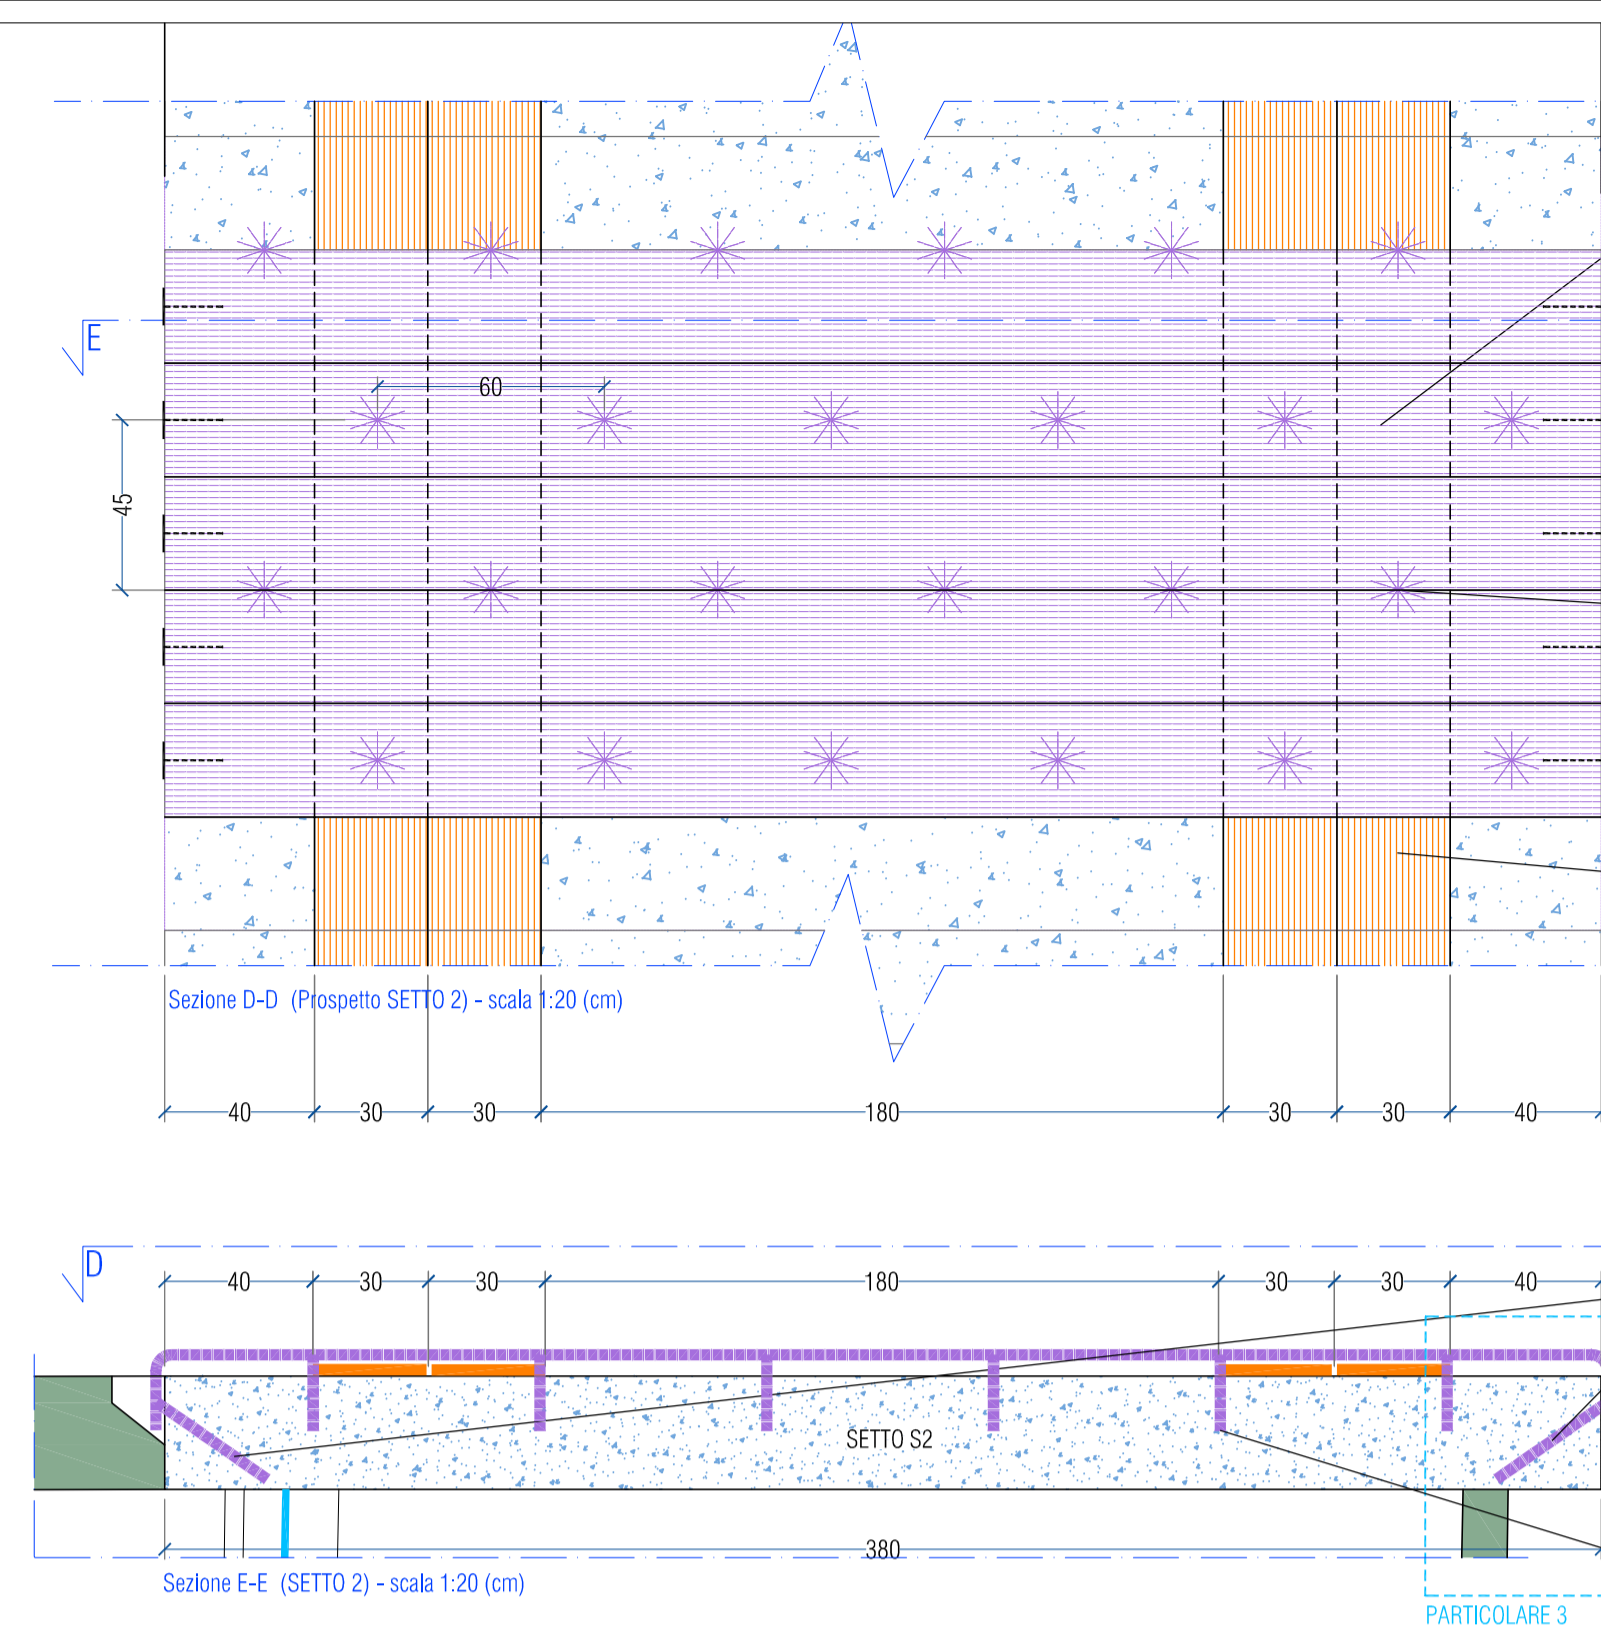 E
60
45
Sezione D-D (Prospetto SETTO 2) - scala 1:20 (cm)
40 30 30 180 30 30 40
D
40 30 30 180 30 30 40
SETTO S2
380
Sezione E-E (SETTO 2) - scala 1:20 (cm)
PARTICOLARE 3